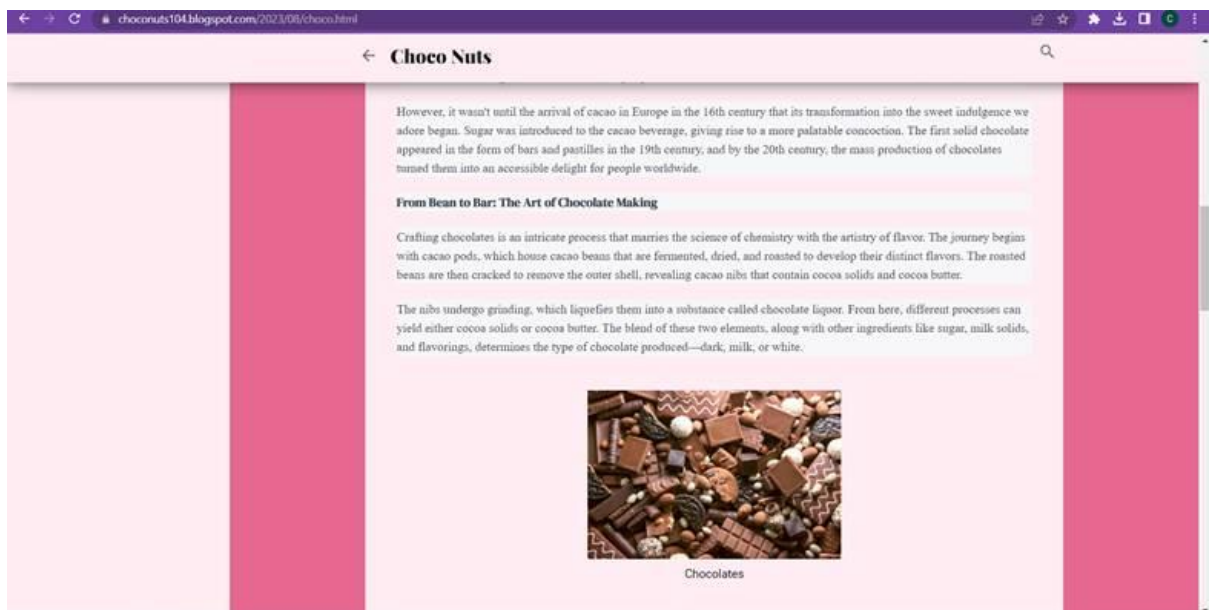 choconuts104.blogspot.com/2023/08/choco.html
C
Choco Nuts
However, it wasn't until the arrival of cacao in Europe in the 16th century that its transformation into the sweet indulgence we
adore began. Sugar was introduced to the cacao beverage, giving rise to a more palatable concoction. The first solid chocolate
appeared in the form of bars and pastilles in the 19th century, and by the 20th century, the mass production of chocolates
turned them into an accessible delight for people worldwide.
From Bean to Bar: The Art of Chocolate Making
Crafting chocolates is an intricate process that marries the science of chemistry with the artistry of flavor. The journey begins
with cacao pods, which house cacao beans that are fermented, dried, and roasted to develop their distinct flavors. The roasted
beans are then cracked to remove the outer shell, revealing cacao nibs that contain cocoa solids and cocoa butter.
The nibs undergo grinding, which liquefies them into a substance called chocolate liquor. From here, different processes can
yield either cocoa solids or cocoa butter. The blend of these two elements, along with other ingredients like sugar, milk solids,
and flavorings, determines the type of chocolate produced—dark, milk, or white.
Chocolates